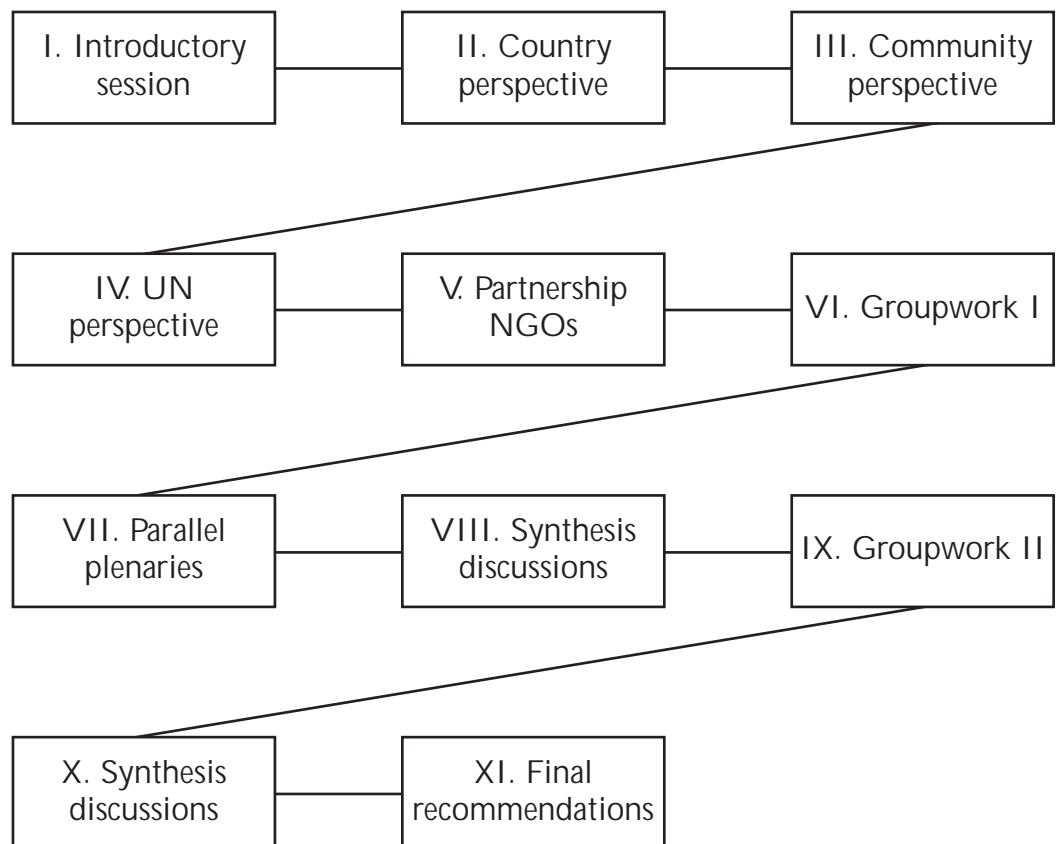 I. Introductory
session
II. Country
perspective
III. Community
perspective
IV. UN
perspective
V. Partnership
NGOs
VI. Groupwork I
VII. Parallel
plenaries
VIII. Synthesis
discussions
IX. Groupwork II
X. Synthesis
discussions
XI. Final
recommendations